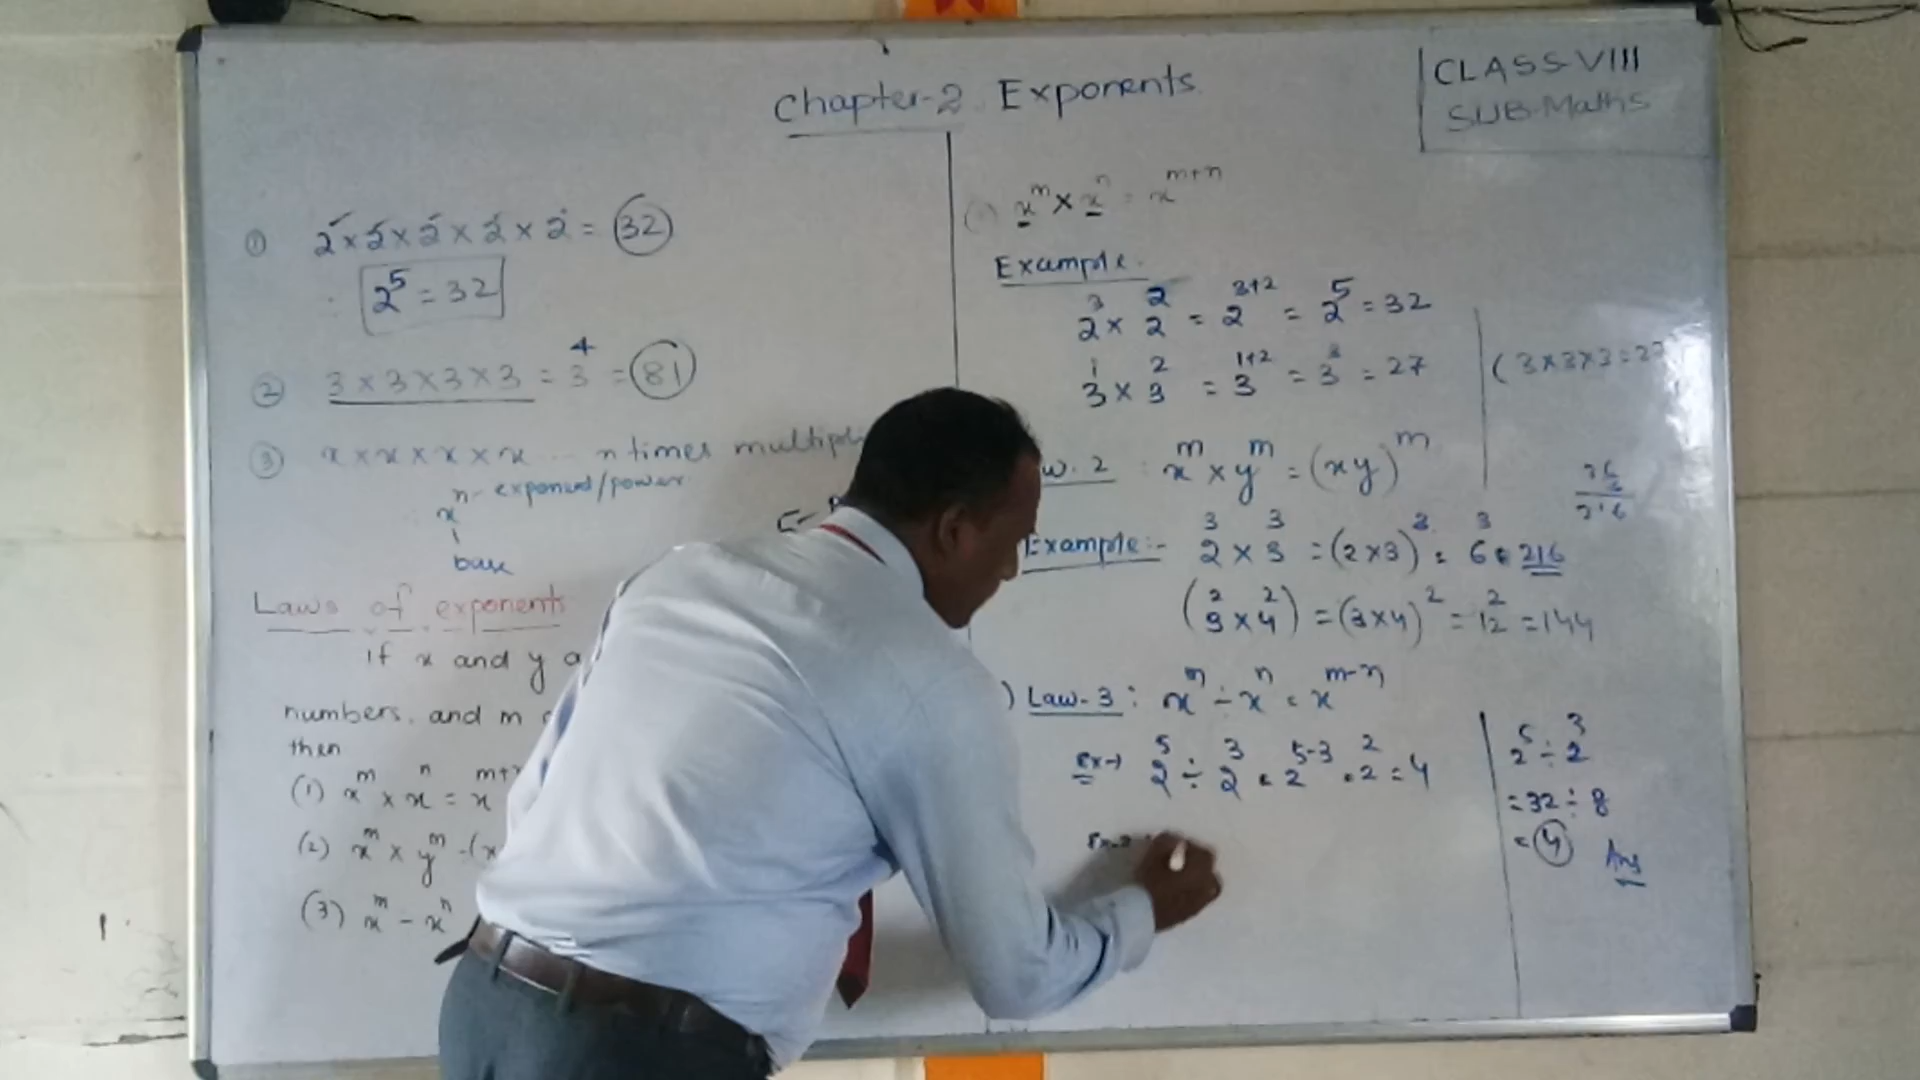 Chapter-2 Exponents
CLASS-VIII
SUB-Maths
① 2 × 2 × 2 × 2 × 2 = 32
2⁵ = 32
② 3 × 3 × 3 × 3 = 3⁴ = 81
③ x × x × x × x ... n times
n - exponent/power
xⁿ
base
Laws of exponents
if x and y
numbers. and m
then
(1) xᵐ × xⁿ = xᵐ⁺
(2) xᵐ × yᵐ = (x
(3) xᵐ ÷ xⁿ
xᵐ × xⁿ = xᵐ⁺ⁿ
Example.
2³ × 2² = 2³⁺² = 2⁵ = 32
3¹ × 3² = 3¹⁺² = 3³ = 27
(3×3×3=27
2 : xᵐ × yᵐ = (xy)ᵐ
Example:- 2³ × 3³ = (2×3)³ = 6³ = 216
(3² × 4²) = (3×4)² = 12² = 144
) Law-3 : xᵐ ÷ xⁿ = xᵐ⁻ⁿ
2⁵ ÷ 2³ = 2⁵⁻³ = 2² = 4
2⁵ ÷ 2³
= 32 ÷ 8
= 4 Ans